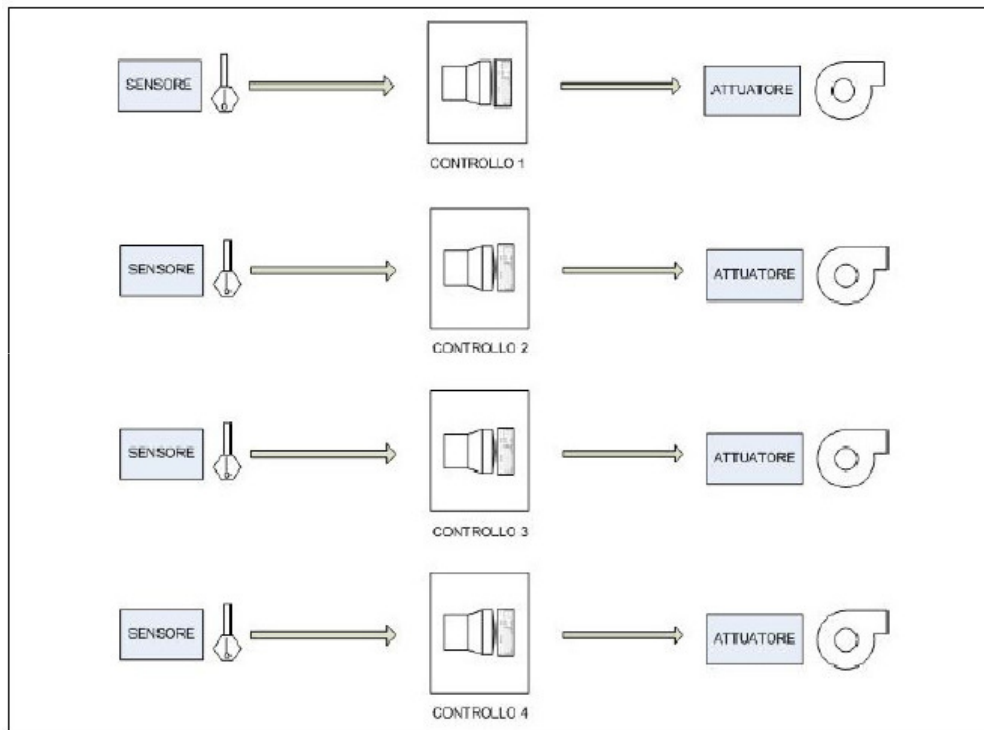 SENSORE
ATTUATORE
CONTROLLO 1
SENSORE
ATTUATORE
CONTROLLO 2
SENSORE
ATTUATORE
CONTROLLO 3
SENSORE
ATTUATORE
CONTROLLO 4